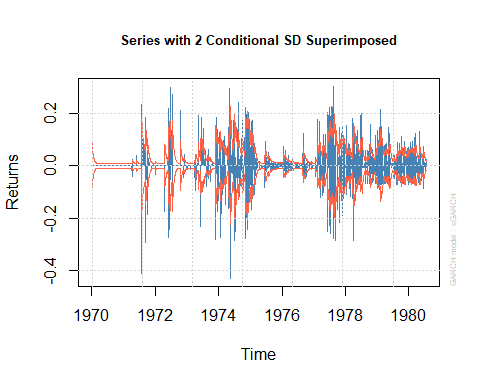 Series with 2 Conditional SD Superimposed
0.2
0.0
-0.2
-0.4
Returns
1970 1972 1974 1976 1978 1980
Time
GARCH model : sGARCH